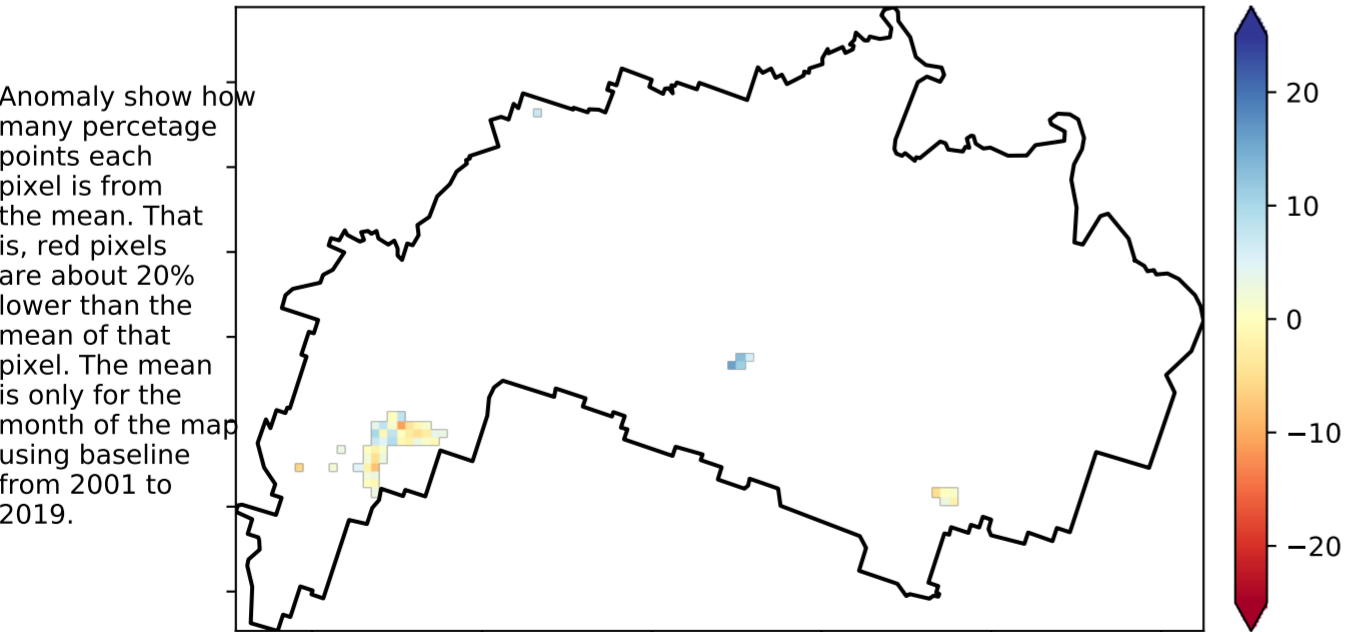 Anomaly show how
many percetage
points each
pixel is from
the mean. That
is, red pixels
are about 20%
lower than the
mean of that
pixel. The mean
is only for the
month of the map
using baseline
from 2001 to
2019.
20
10
0
−10
−20